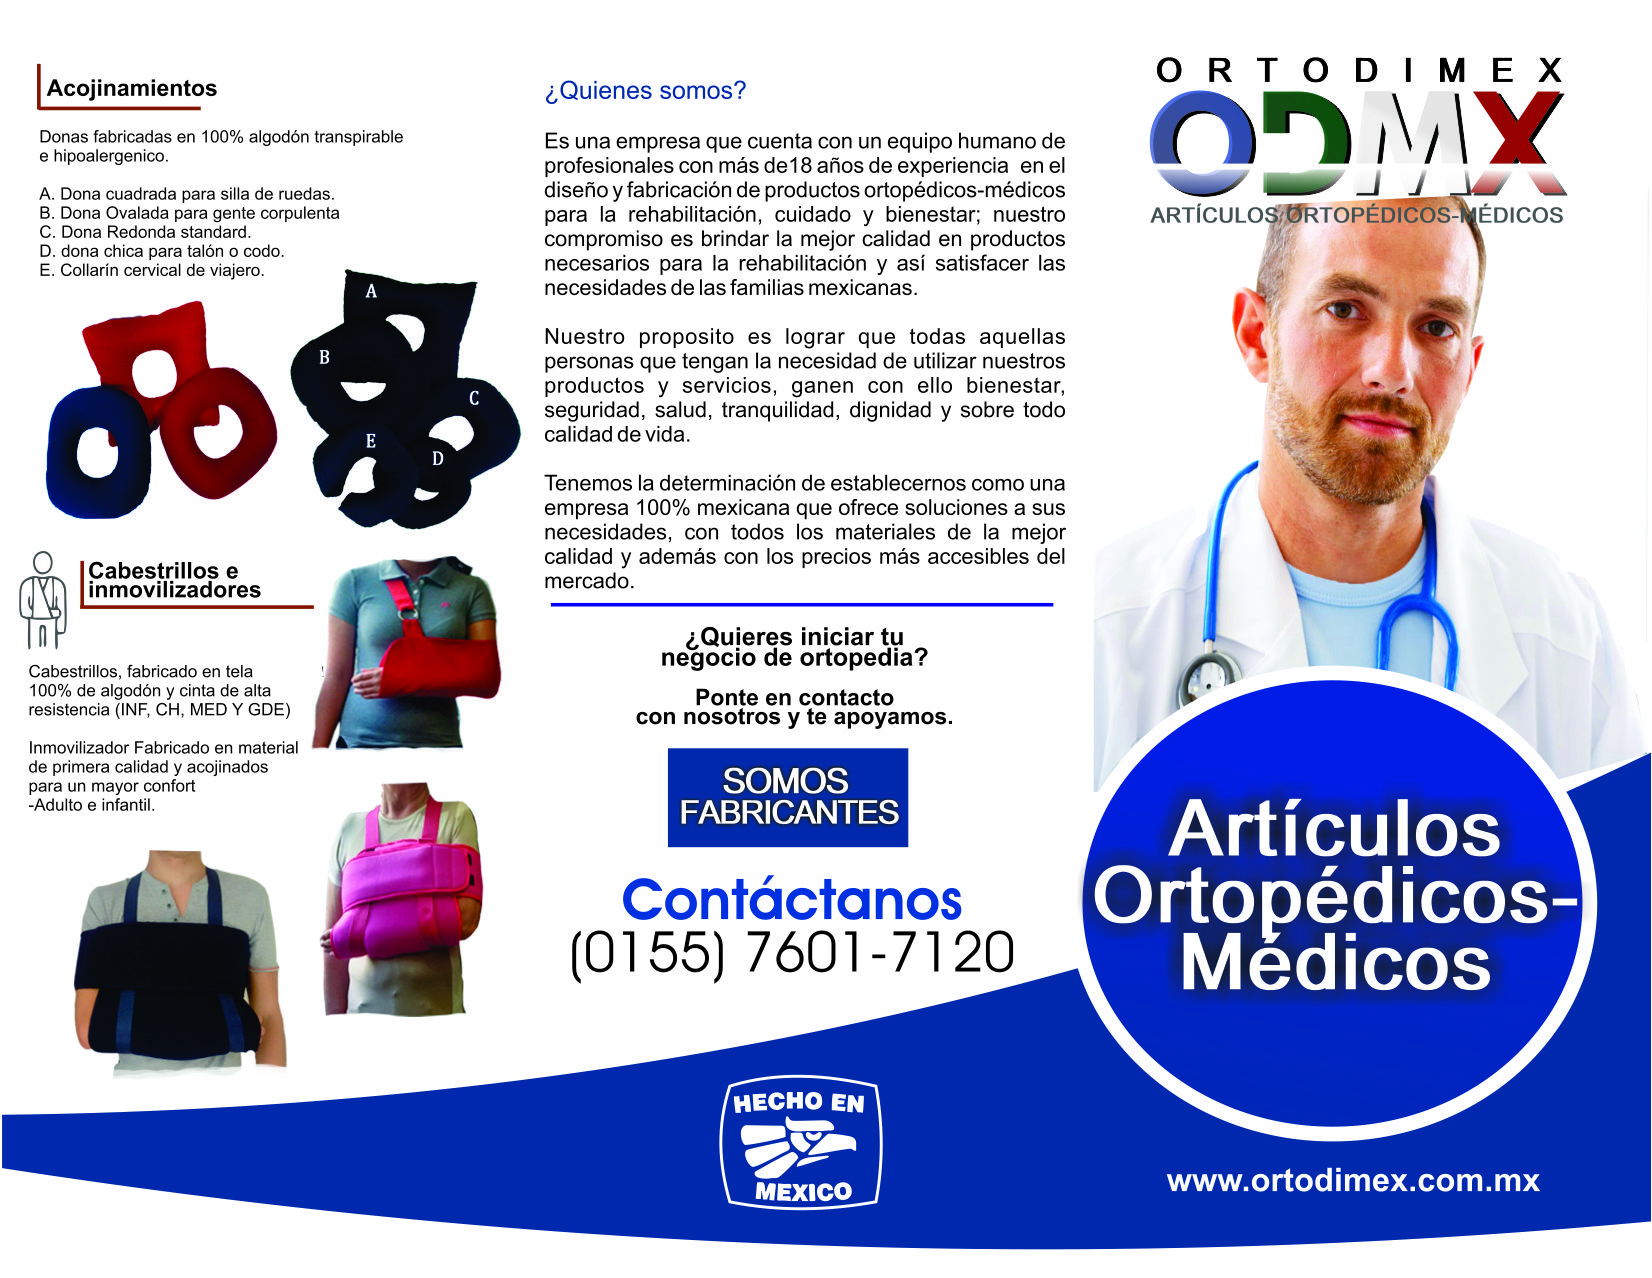 Acojinamientos
Donas fabricadas en 100% algodón transpirable
e hipoalergenico.
A. Dona cuadrada para silla de ruedas.
B. Dona Ovalada para gente corpulenta
C. Dona Redonda standard.
D. dona chica para talón o codo.
E. Collarín cervical de viajero.
A
B
C
E
D
Cabestrillos e
inmovilizadores
Cabestrillos, fabricado en tela
100% de algodón y cinta de alta
resistencia (INF, CH, MED Y GDE)
Inmovilizador Fabricado en material
de primera calidad y acojinados
para un mayor confort
-Adulto e infantil.
¿Quienes somos?
Es una empresa que cuenta con un equipo humano de
profesionales con más de18 años de experiencia en el
diseño y fabricación de productos ortopédicos-médicos
para la rehabilitación, cuidado y bienestar; nuestro
compromiso es brindar la mejor calidad en productos
necesarios para la rehabilitación y así satisfacer las
necesidades de las familias mexicanas.
Nuestro proposito es lograr que todas aquellas
personas que tengan la necesidad de utilizar nuestros
productos y servicios, ganen con ello bienestar,
seguridad, salud, tranquilidad, dignidad y sobre todo
calidad de vida.
Tenemos la determinación de establecernos como una
empresa 100% mexicana que ofrece soluciones a sus
necesidades, con todos los materiales de la mejor
calidad y además con los precios más accesibles del
mercado.
¿Quieres iniciar tu
negocio de ortopedia?
Ponte en contacto
con nosotros y te apoyamos.
SOMOS
FABRICANTES
Contáctanos
(0155) 7601-7120
HECHO EN
MEXICO
ORTODIMEX
ODMX
ARTÍCULOS ORTOPÉDICOS-MÉDICOS
Artículos
Ortopédicos-
Médicos
www.ortodimex.com.mx